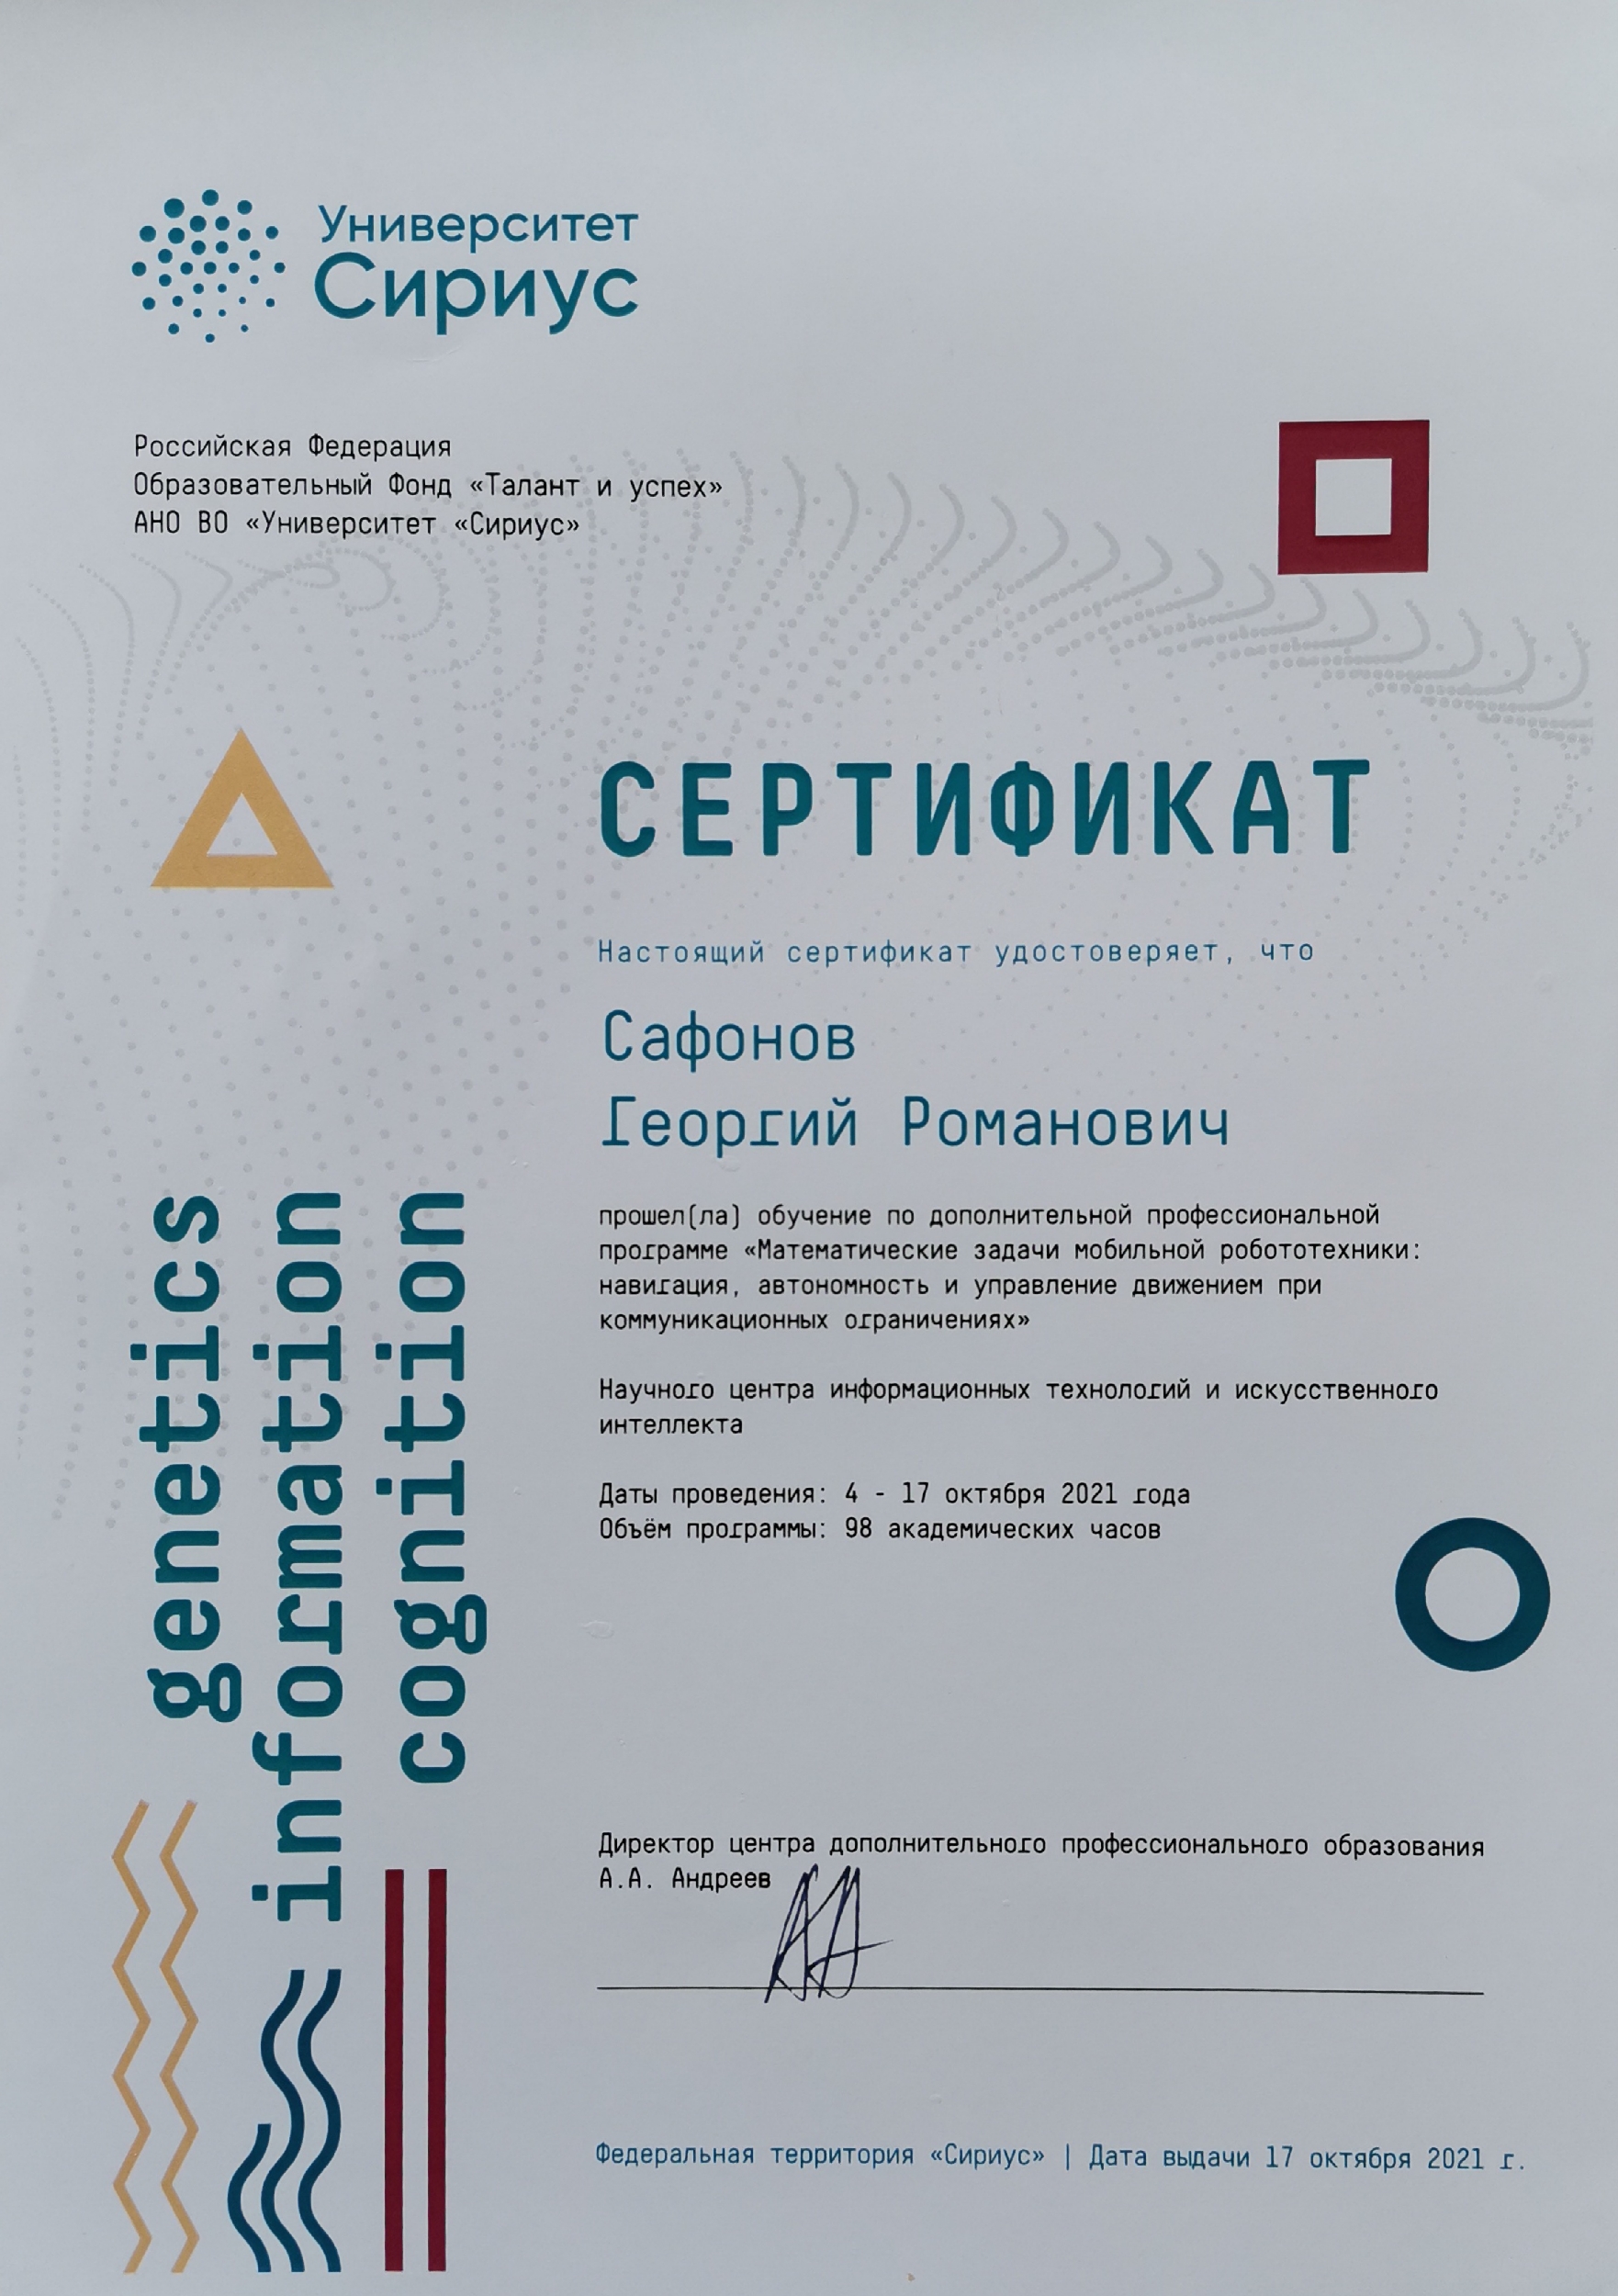 Университет
Сириус
Российская Федерация
Образовательный Фонд «Талант и успех»
АНО ВО «Университет «Сириус»
СЕРТИФИКАТ
Настоящий сертификат удостоверяет, что
Сафонов
Георгий Романович
прошел(ла) обучение по дополнительной профессиональной
программе «Математические задачи мобильной робототехники:
навигация, автономность и управление движением при
коммуникационных ограничениях»
Научного центра информационных технологий и искусственного
интеллекта
Даты проведения: 4 - 17 октября 2021 года
Объём программы: 98 академических часов
genetics
information
cognition
Директор центра дополнительного профессионального образования
А.А. Андреев
Федеральная территория «Сириус» | Дата выдачи 17 октября 2021 г.